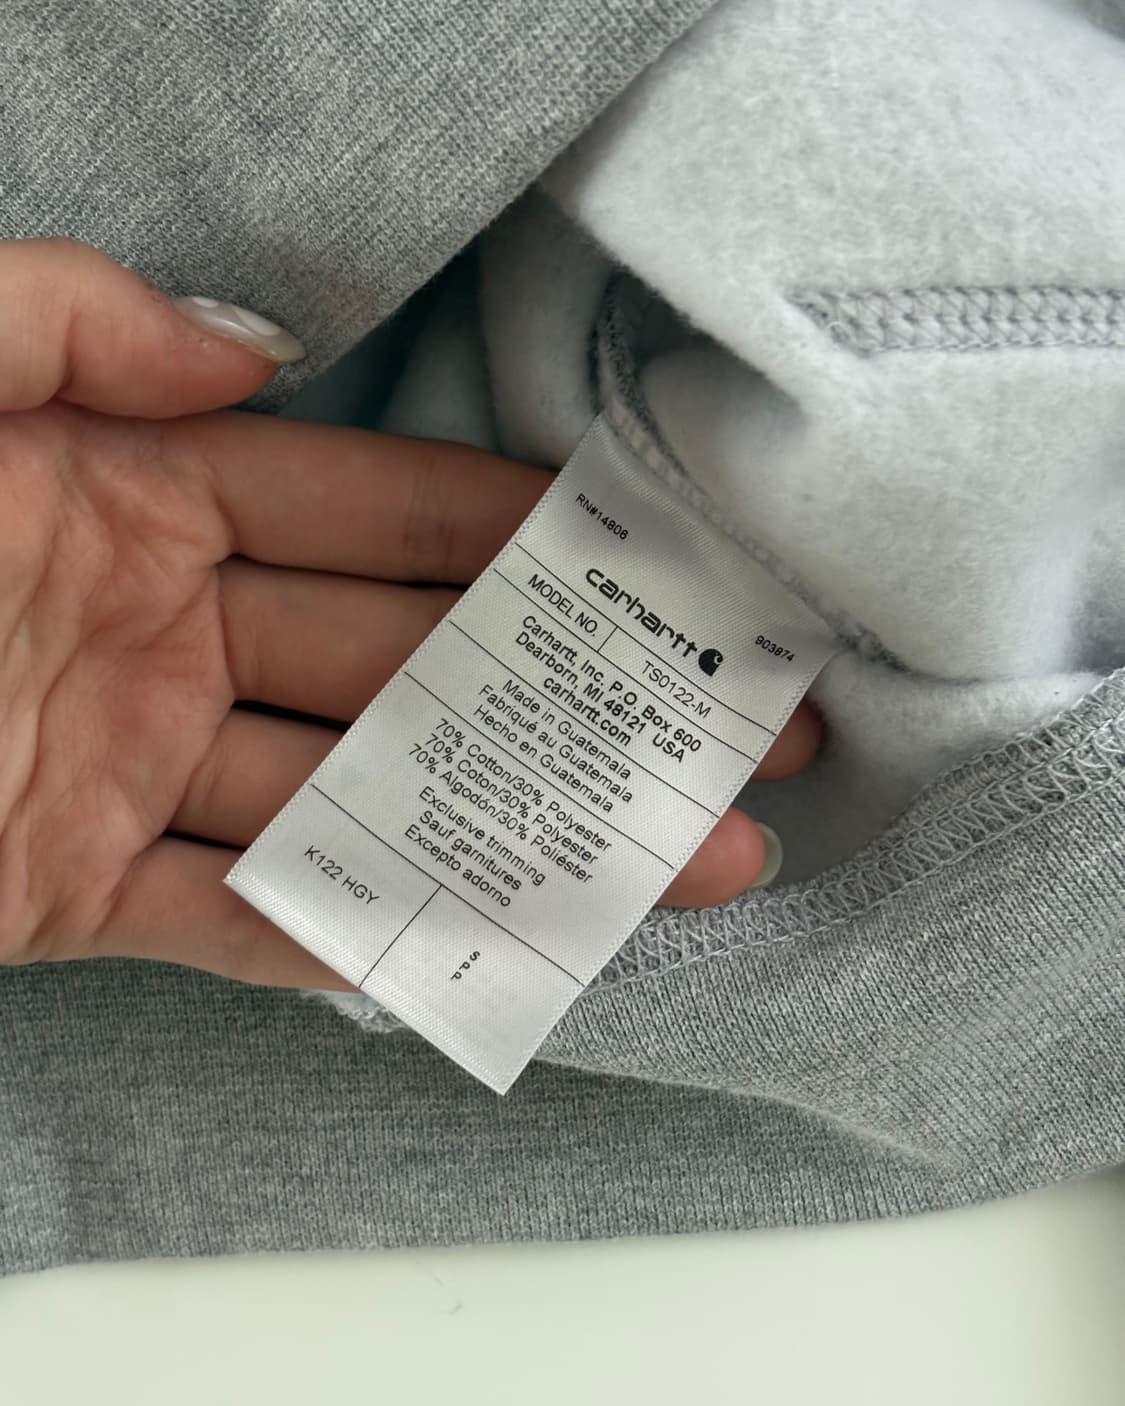 RN#14806
carhartt
903874
MODEL NO. TS0122-M
Carhartt, Inc. P.O. Box 600
Dearborn, MI 48121 USA
carhartt.com
Made in Guatemala
Fabriqué au Guatemala
Hecho en Guatemala
70% Cotton/30% Polyester
70% Coton/30% Polyester
70% Algodón/30% Poliéster
Exclusive trimming
Sauf garnitures
Excepto adorno
K122 HGY
S
P
P